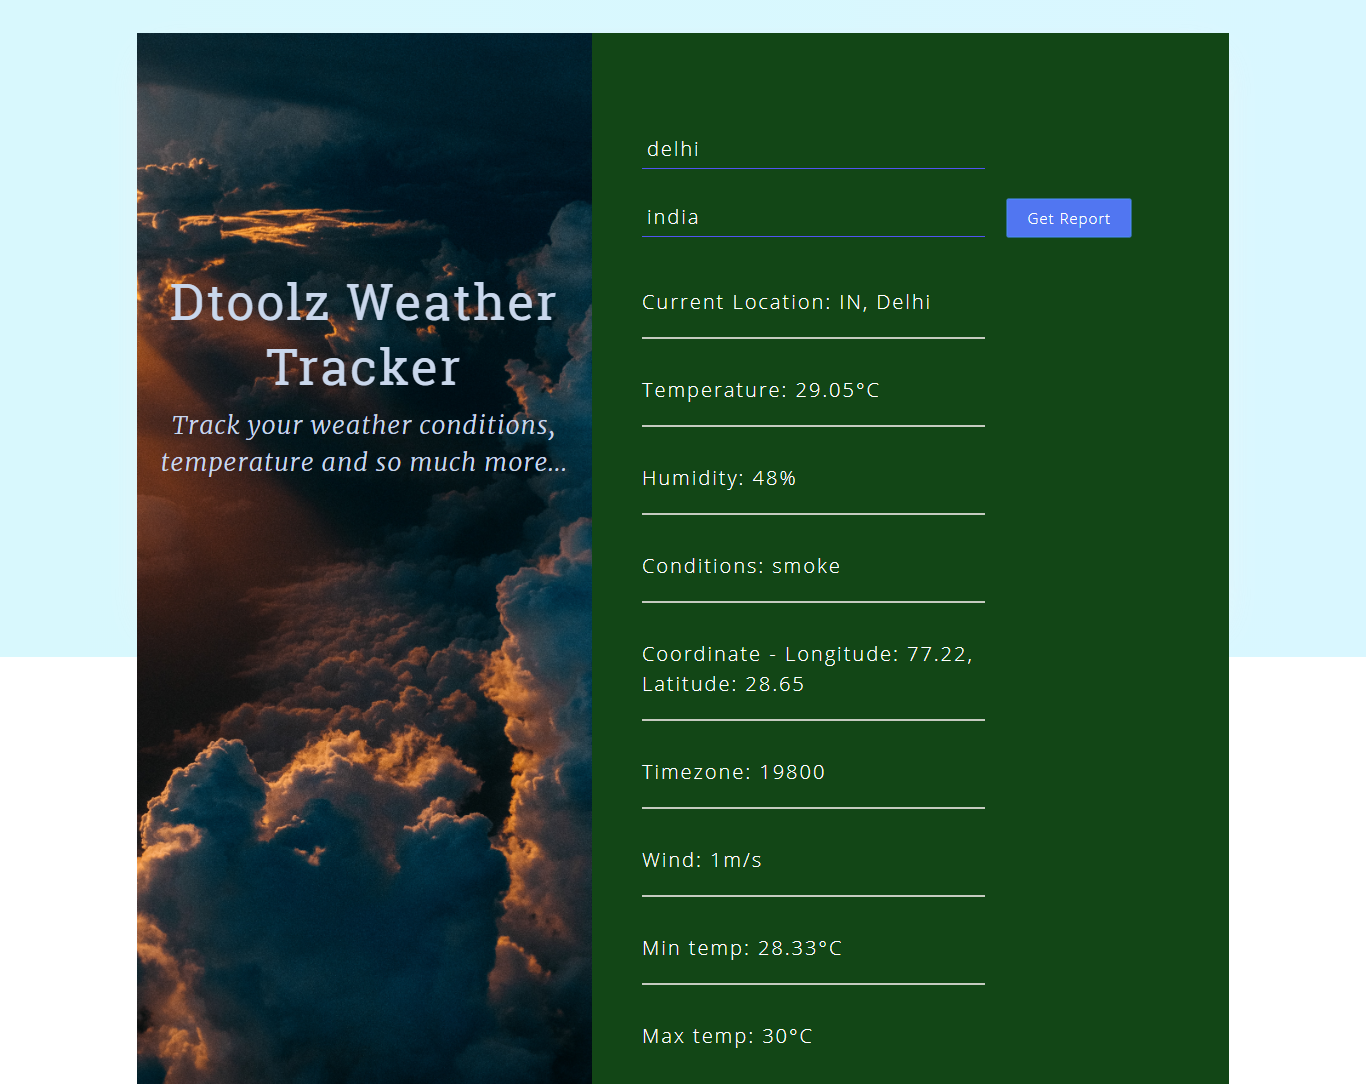 Dtoolz Weather
Tracker
Track your weather conditions,
temperature and so much more...
delhi
india
Get Report
Current Location: IN, Delhi
Temperature: 29.05°C
Humidity: 48%
Conditions: smoke
Coordinate - Longitude: 77.22,
Latitude: 28.65
Timezone: 19800
Wind: 1m/s
Min temp: 28.33°C
Max temp: 30°C